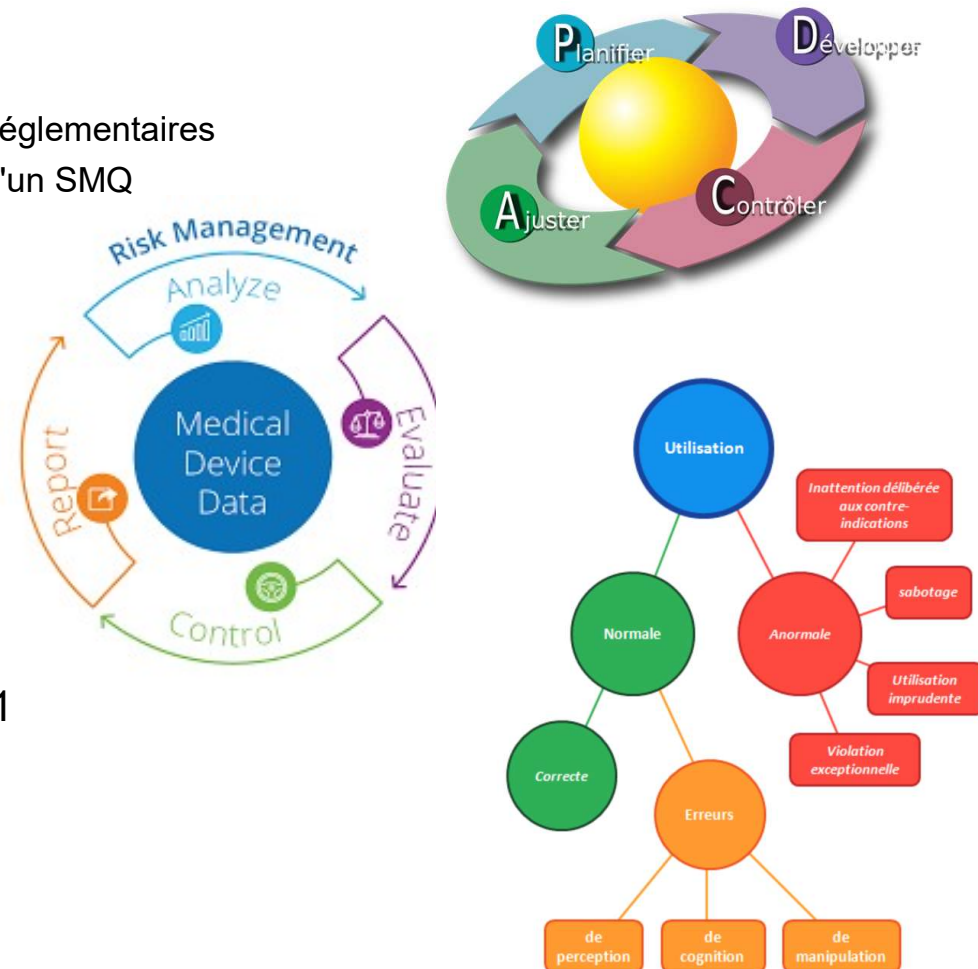 églementaires
'un SMQ
Planifier
Développer
Contrôler
Ajuster
Risk Management
Analyze
Evaluate
Control
Report
Medical
Device
Data
1
Utilisation
Inattention délibérée
aux contre-
indications
sabotage
Normale
Anormale
Utilisation
imprudente
Violation
exceptionnelle
Correcte
Erreurs
de
perception
de
cognition
de
manipulation